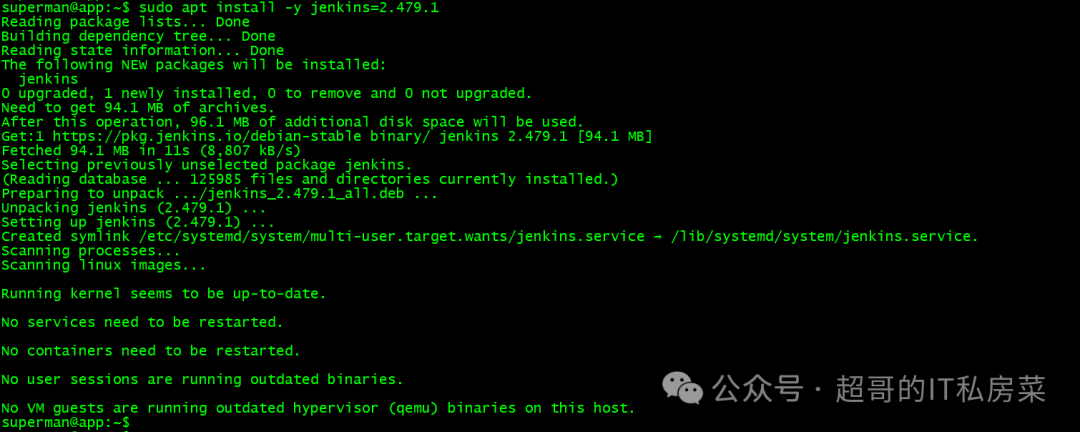 superman@app:~$ sudo apt install -y jenkins=2.479.1
Reading package lists... Done
Building dependency tree... Done
Reading state information... Done
The following NEW packages will be installed:
  jenkins
0 upgraded, 1 newly installed, 0 to remove and 0 not upgraded.
Need to get 94.1 MB of archives.
After this operation, 96.1 MB of additional disk space will be used.
Get:1 https://pkg.jenkins.io/debian-stable binary/ jenkins 2.479.1 [94.1 MB]
Fetched 94.1 MB in 11s (8,807 kB/s)
Selecting previously unselected package jenkins.
(Reading database ... 125985 files and directories currently installed.)
Preparing to unpack .../jenkins_2.479.1_all.deb ...
Unpacking jenkins (2.479.1) ...
Setting up jenkins (2.479.1) ...
Created symlink /etc/systemd/system/multi-user.target.wants/jenkins.service → /lib/systemd/system/jenkins.service.
Scanning processes...
Scanning linux images...
Running kernel seems to be up-to-date.
No services need to be restarted.
No containers need to be restarted.
No user sessions are running outdated binaries.
No VM guests are running outdated hypervisor (qemu) binaries on this host.
superman@app:~$
公众号 · 超哥的IT私房菜